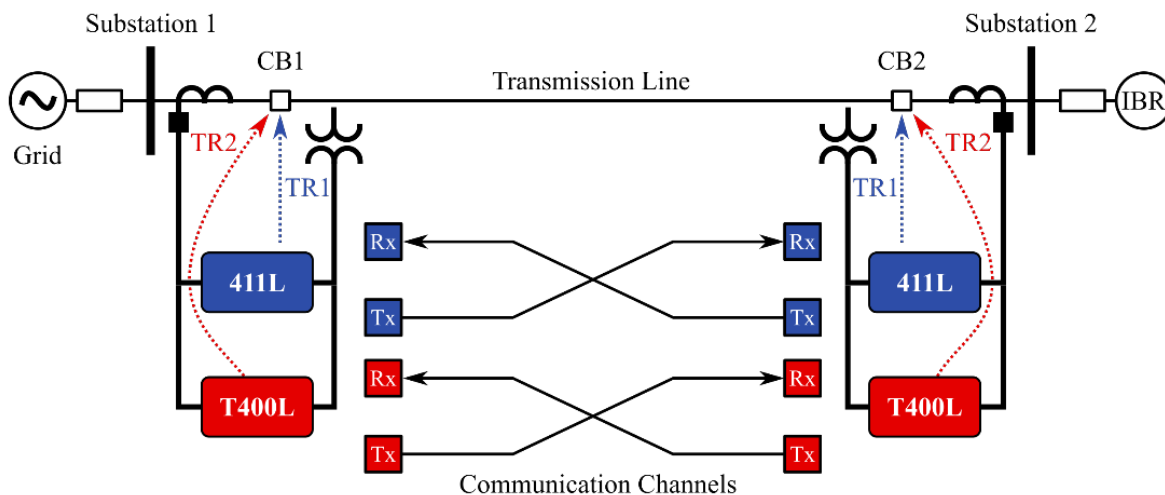 Substation 1
Substation 2
CB1
CB2
Transmission Line
IBR
Grid
TR2
TR1
TR1
TR2
Rx
Rx
411L
411L
Tx
Tx
Rx
Rx
T400L
T400L
Tx
Tx
Communication Channels